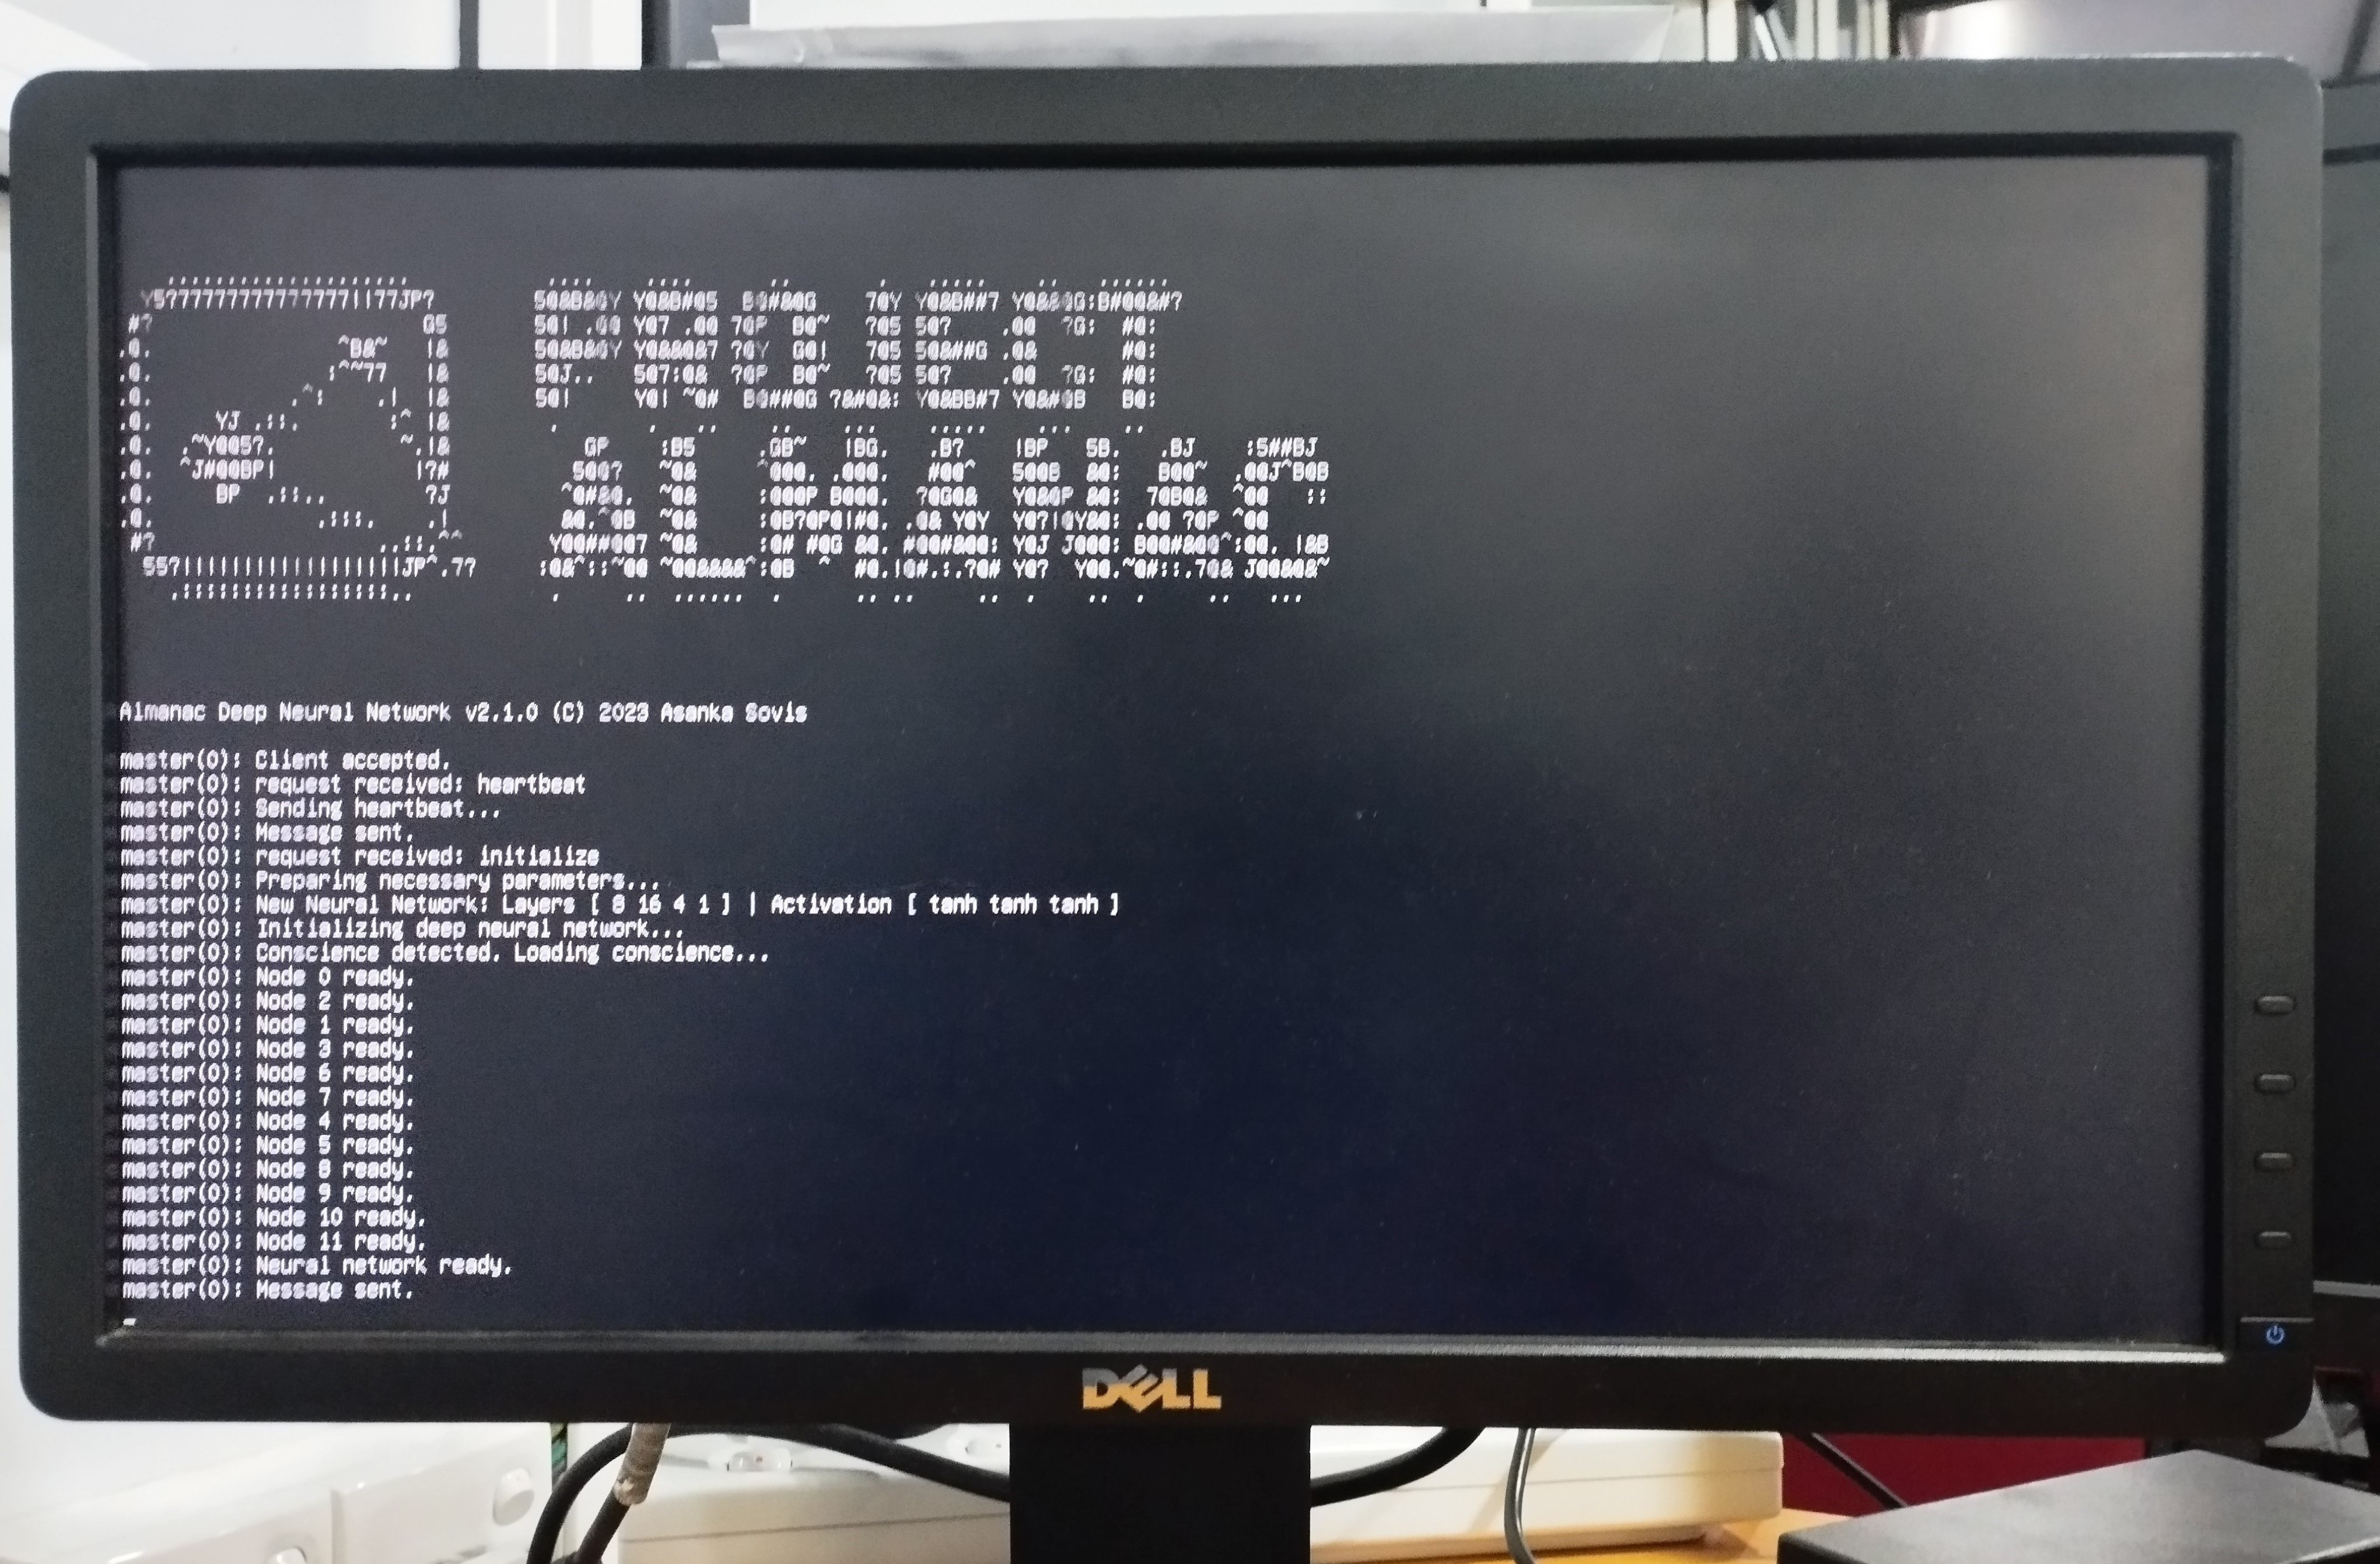 PROJECT
ALMANAC
Almanac Deep Neural Network v2.1.0 (C) 2023 Asanka Sovis
master(0): Client accepted.
master(0): request received: heartbeat
master(0): Sending heartbeat...
master(0): Message sent.
master(0): request received: initialize
master(0): Preparing necessary parameters...
master(0): New Neural Network: Layers [ 8 16 4 1 ] | Activation [ tanh tanh tanh ]
master(0): Initializing deep neural network...
master(0): Conscience detected. Loading conscience...
master(0): Node 0 ready.
master(0): Node 2 ready.
master(0): Node 1 ready.
master(0): Node 3 ready.
master(0): Node 6 ready.
master(0): Node 7 ready.
master(0): Node 4 ready.
master(0): Node 5 ready.
master(0): Node 8 ready.
master(0): Node 9 ready.
master(0): Node 10 ready.
master(0): Node 11 ready.
master(0): Neural network ready.
master(0): Message sent.
DELL